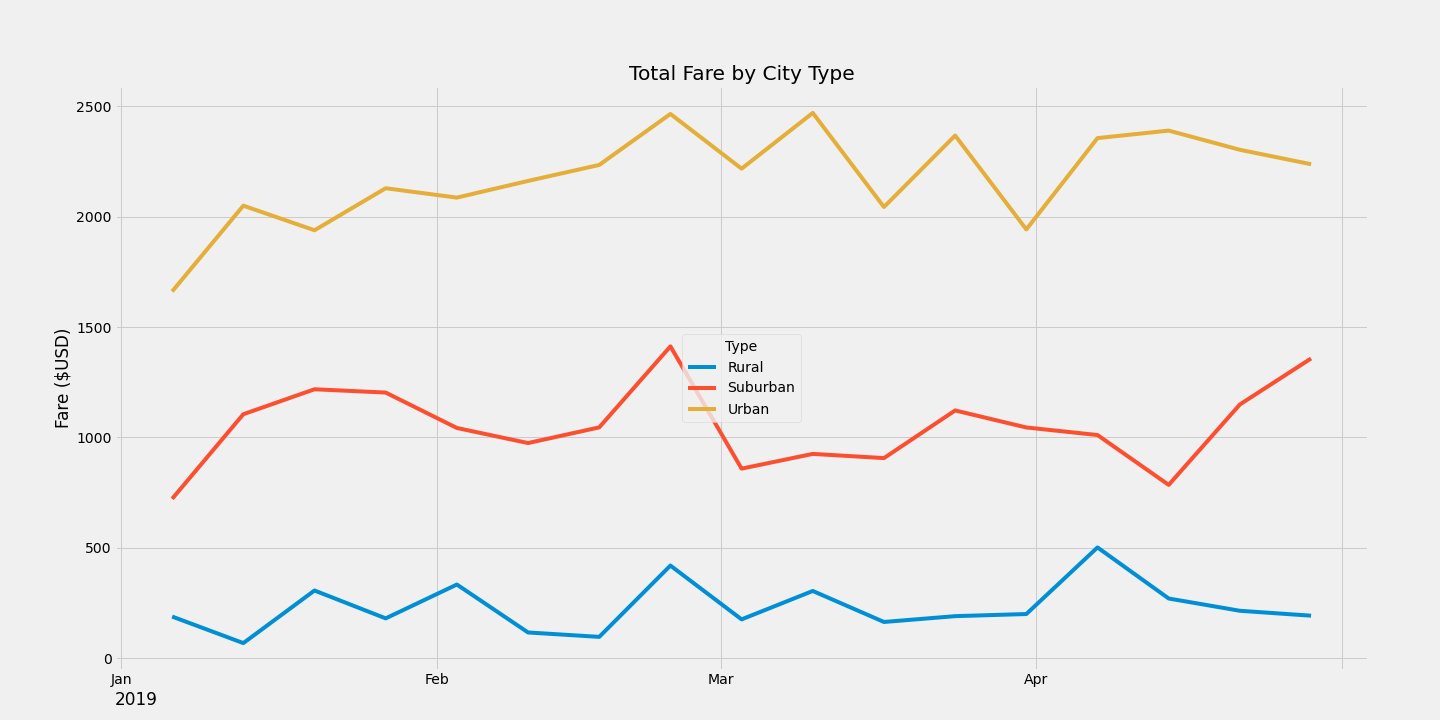 Total Fare by City Type
Fare ($USD)
2500
2000
1500
1000
500
0
Type
Rural
Suburban
Urban
Jan
Feb
Mar
Apr
2019